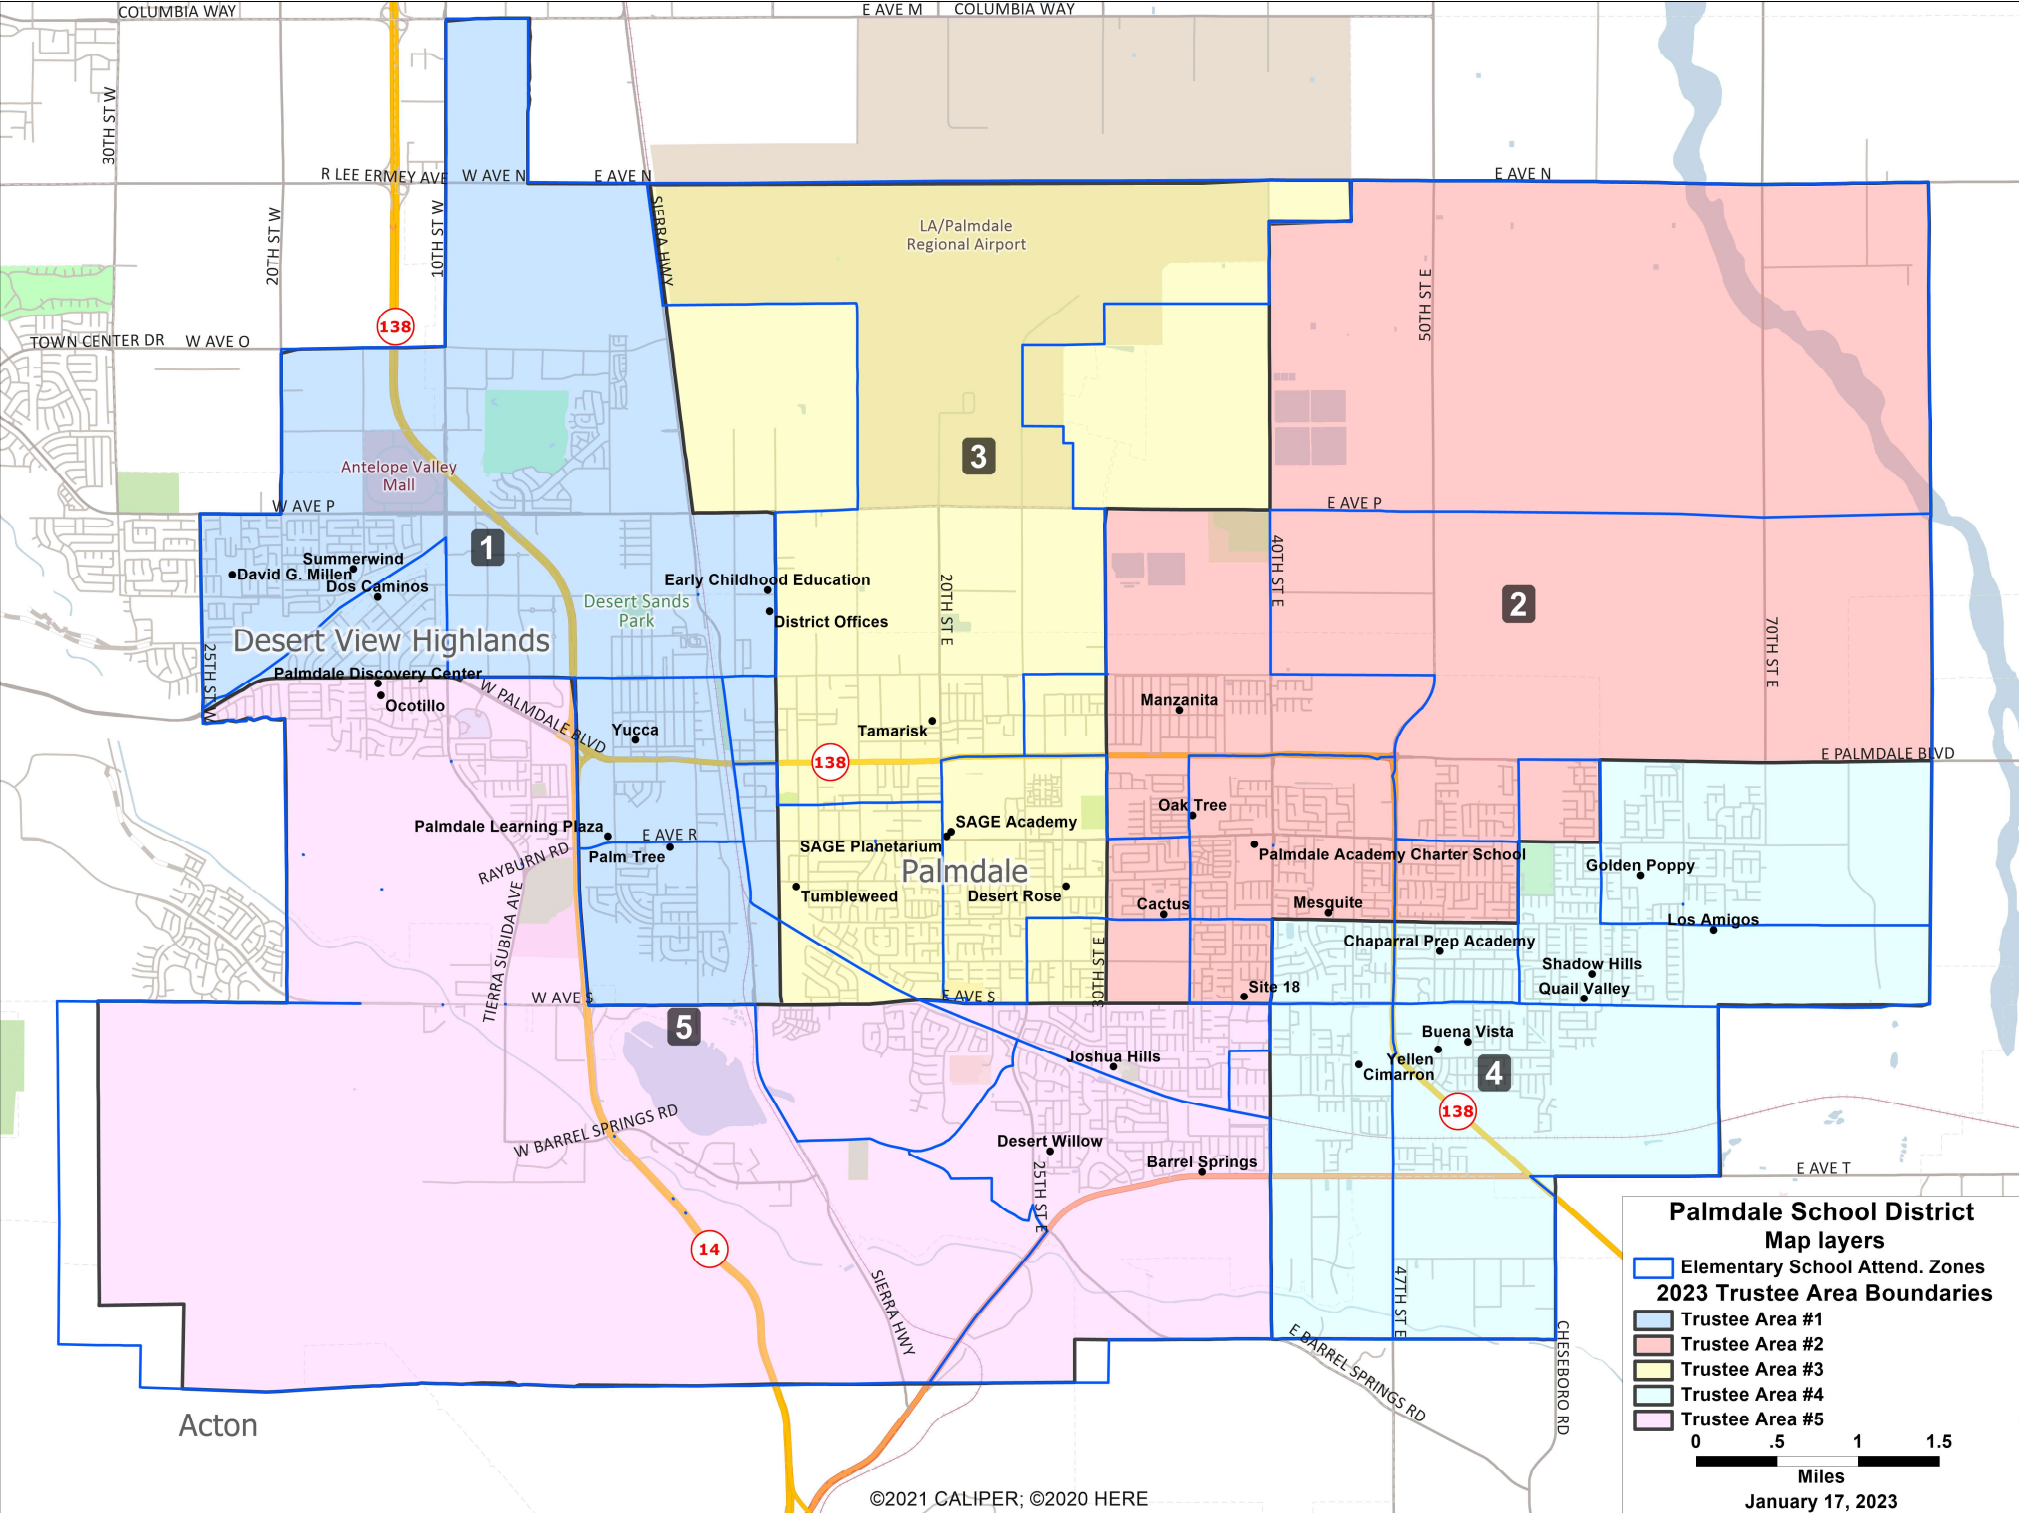 COLUMBIA WAY
E AVE M
COLUMBIA WAY
30TH ST W
R LEE ERMEY AVE
W AVE N
E AVE N
E AVE N
20TH ST W
10TH ST W
SIERRA HWY
LA/Palmdale
Regional Airport
50TH ST E
138
TOWN CENTER DR
W AVE O
3
Antelope Valley
Mall
W AVE P
E AVE P
1
Summerwind
David G. Millen
Dos Caminos
Early Childhood Education
Desert Sands
Park
District Offices
20TH ST E
40TH ST E
2
70TH ST E
Desert View Highlands
25TH ST W
Palmdale Discovery Center
Ocotillo
W PALMDALE BLVD
Yucca
Tamarisk
Manzanita
138
E PALMDALE BLVD
Oak Tree
Palmdale Learning Plaza
E AVE R
SAGE Academy
SAGE Planetarium
Palm Tree
RAYBURN RD
Palmdale
Palmdale Academy Charter School
Golden Poppy
TIERRA SUBIDA AVE
Tumbleweed
Desert Rose
Cactus
Mesquite
Los Amigos
30TH ST E
Chaparral Prep Academy
Shadow Hills
Quail Valley
Site 18
W AVE S
E AVE S
5
Joshua Hills
Buena Vista
Yellen
Cimarron
4
138
W BARREL SPRINGS RD
Desert Willow
Barrel Springs
25TH ST E
E AVE T
14
SIERRA HWY
47TH ST E
E BARREL SPRINGS RD
CHESEBORO RD
Acton
Palmdale School District
Map layers
Elementary School Attend. Zones
2023 Trustee Area Boundaries
Trustee Area #1
Trustee Area #2
Trustee Area #3
Trustee Area #4
Trustee Area #5
0 .5 1 1.5
Miles
January 17, 2023
©2021 CALIPER; ©2020 HERE